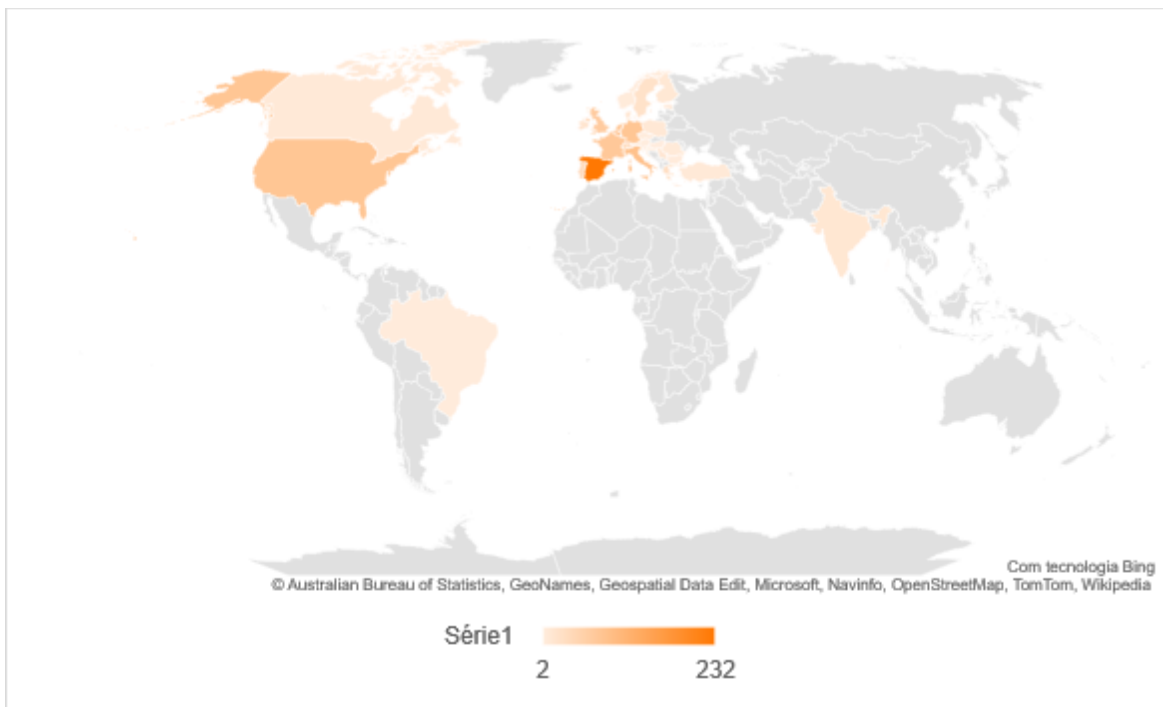 Com tecnologia Bing
© Australian Bureau of Statistics, GeoNames, Geospatial Data Edit, Microsoft, Navinfo, OpenStreetMap, TomTom, Wikipedia
Série1
2 232